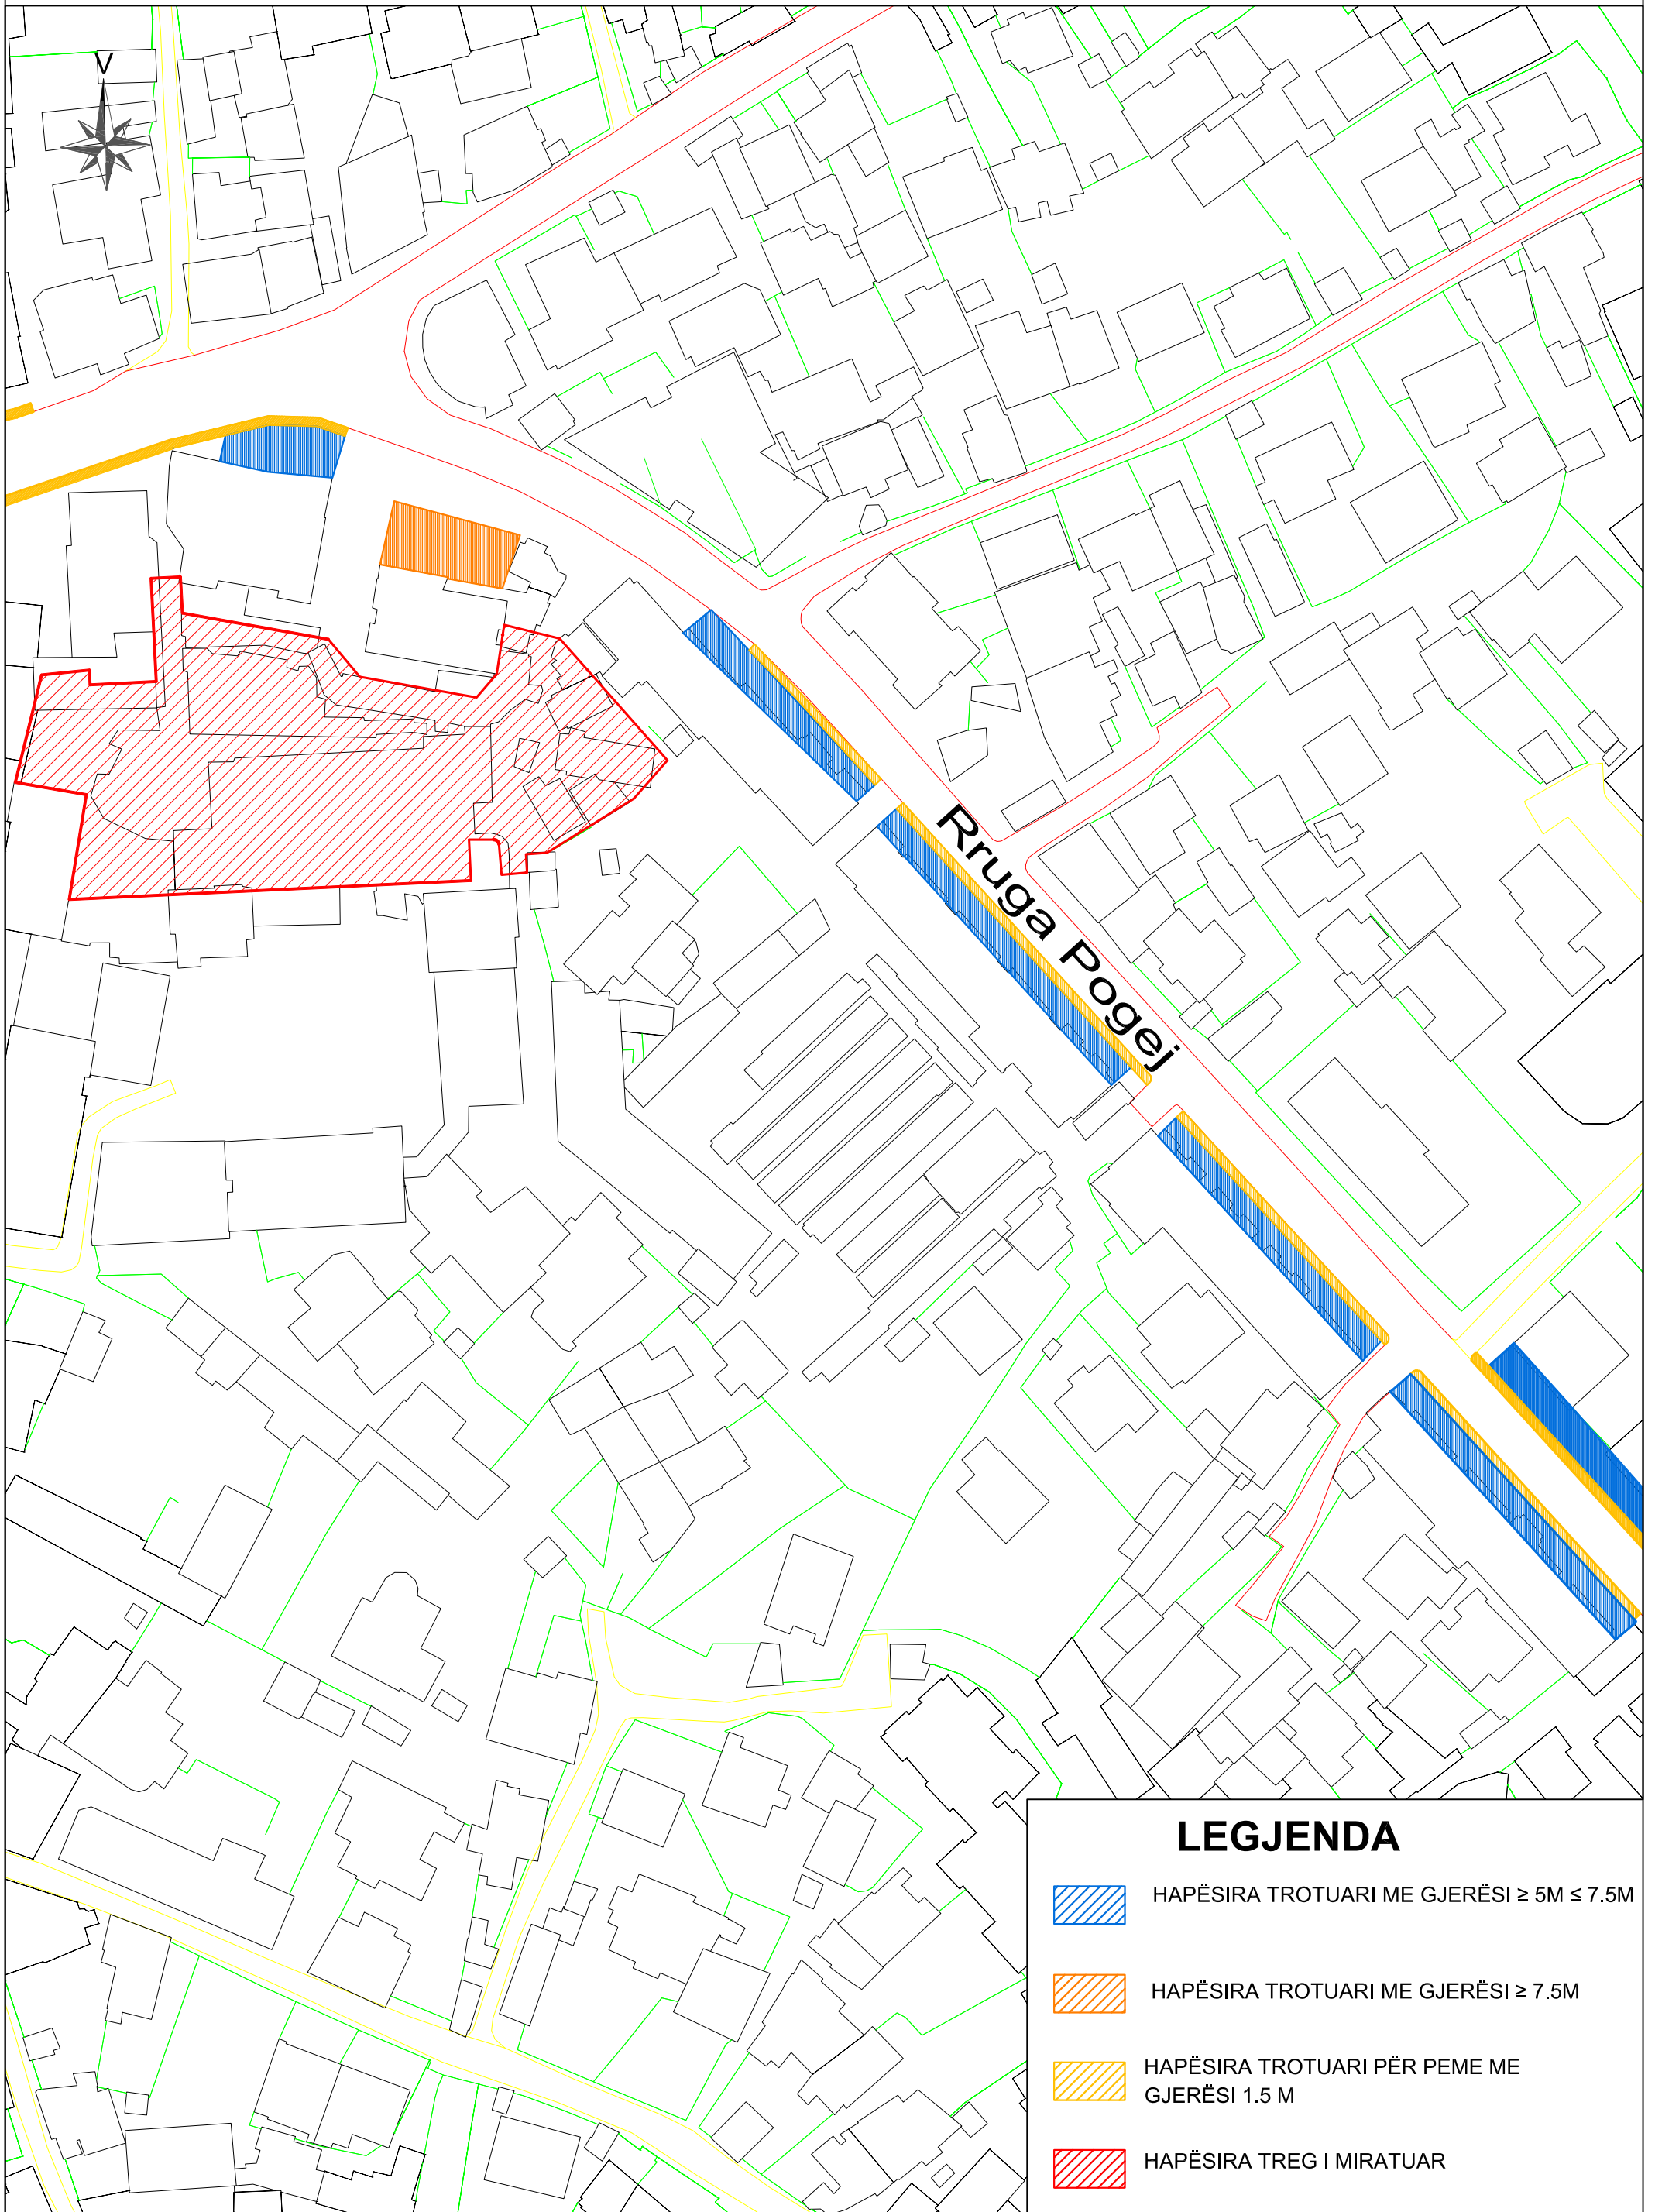 V
Rruga Pogej
LEGJENDA
HAPËSIRA TROTUARI ME GJERËSI ≥ 5M ≤ 7.5M
HAPËSIRA TROTUARI ME GJERËSI ≥ 7.5M
HAPËSIRA TROTUARI PËR PEME ME
GJERËSI 1.5 M
HAPËSIRA TREG I MIRATUAR